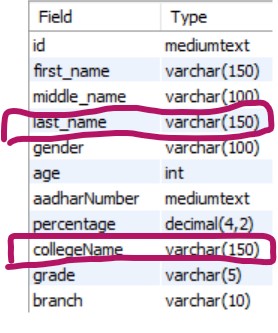 Field Type
id mediumtext
first_name varchar(150)
middle_name varchar(100)
last_name varchar(150)
gender varchar(100)
age int
aadharNumber mediumtext
percentage decimal(4,2)
collegeName varchar(150)
grade varchar(5)
branch varchar(10)